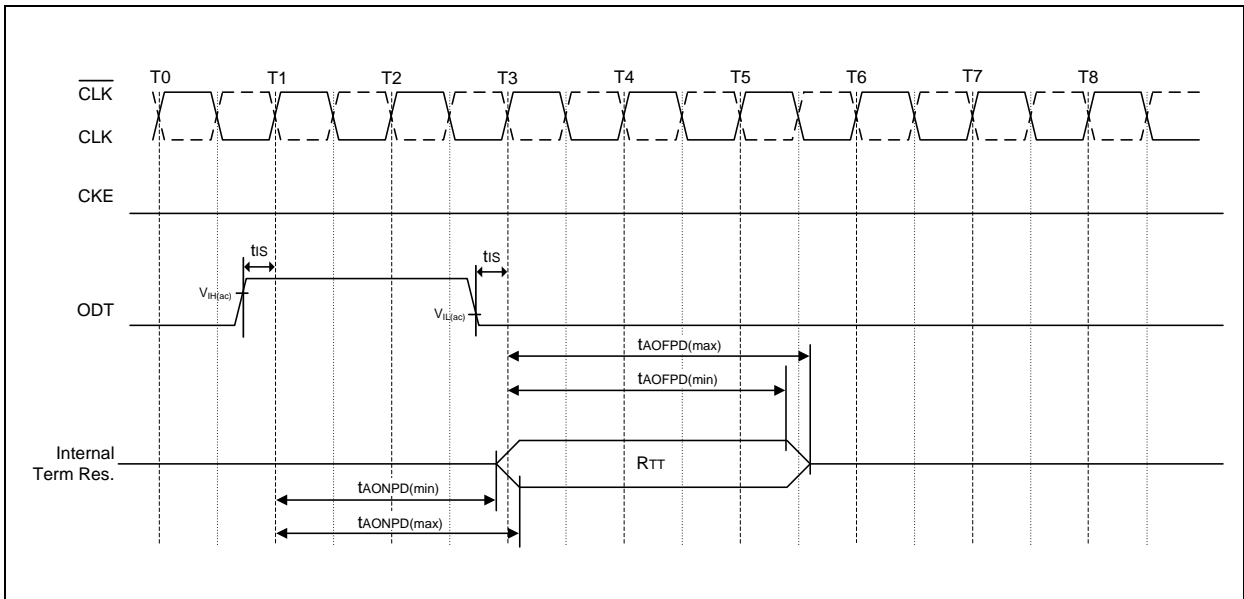 T0 T1 T2 T3 T4 T5 T6 T7 T8
CLK
CLK
CKE
tIS
tIS
VIH(ac)
ODT
VIL(ac)
tAOFPD(max)
tAOFPD(min)
Internal
Term Res.
RTT
tAONPD(min)
tAONPD(max)